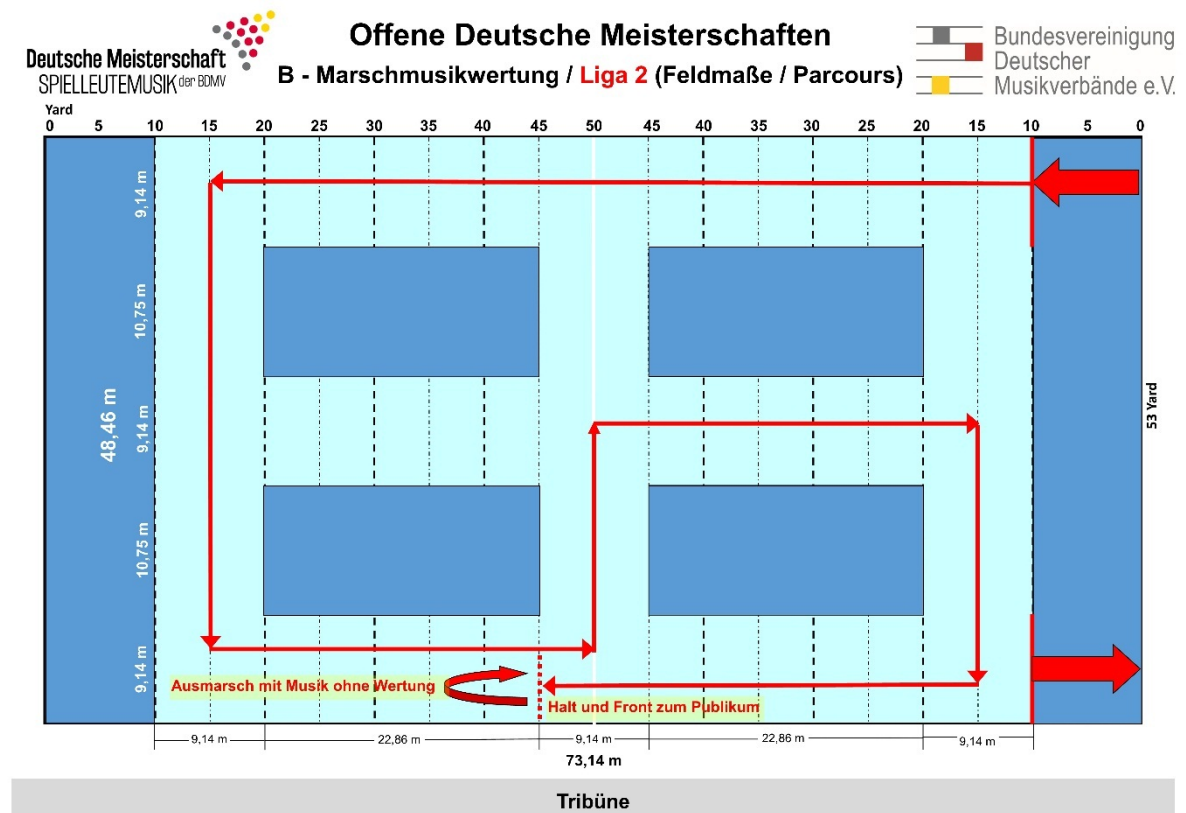 Deutsche Meisterschaft
SPIELLEUTEMUSIK der BDMV
Offene Deutsche Meisterschaften
B - Marschmusikwertung / Liga 2 (Feldmaße / Parcours)
Bundesvereinigung
Deutscher
Musikverbände e.V.
Yard
0 5 10 15 20 25 30 35 40 45 50 45 40 35 30 25 20 15 10 5 0
9,14 m
10,75 m
48,46 m
9,14 m
53 Yard
10,75 m
9,14 m
Ausmarsch mit Musik ohne Wertung
Halt und Front zum Publikum
9,14 m 22,86 m 9,14 m 22,86 m 9,14 m
73,14 m
Tribüne